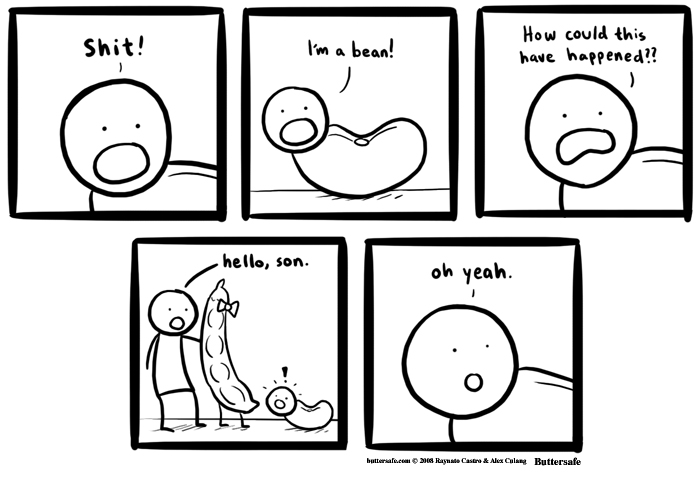 Shit!
I'm a bean!
How could this
have happened??
hello, son.
!
oh yeah.
buttersafe.com © 2008 Raynato Castro & Alex Culang Buttersafe